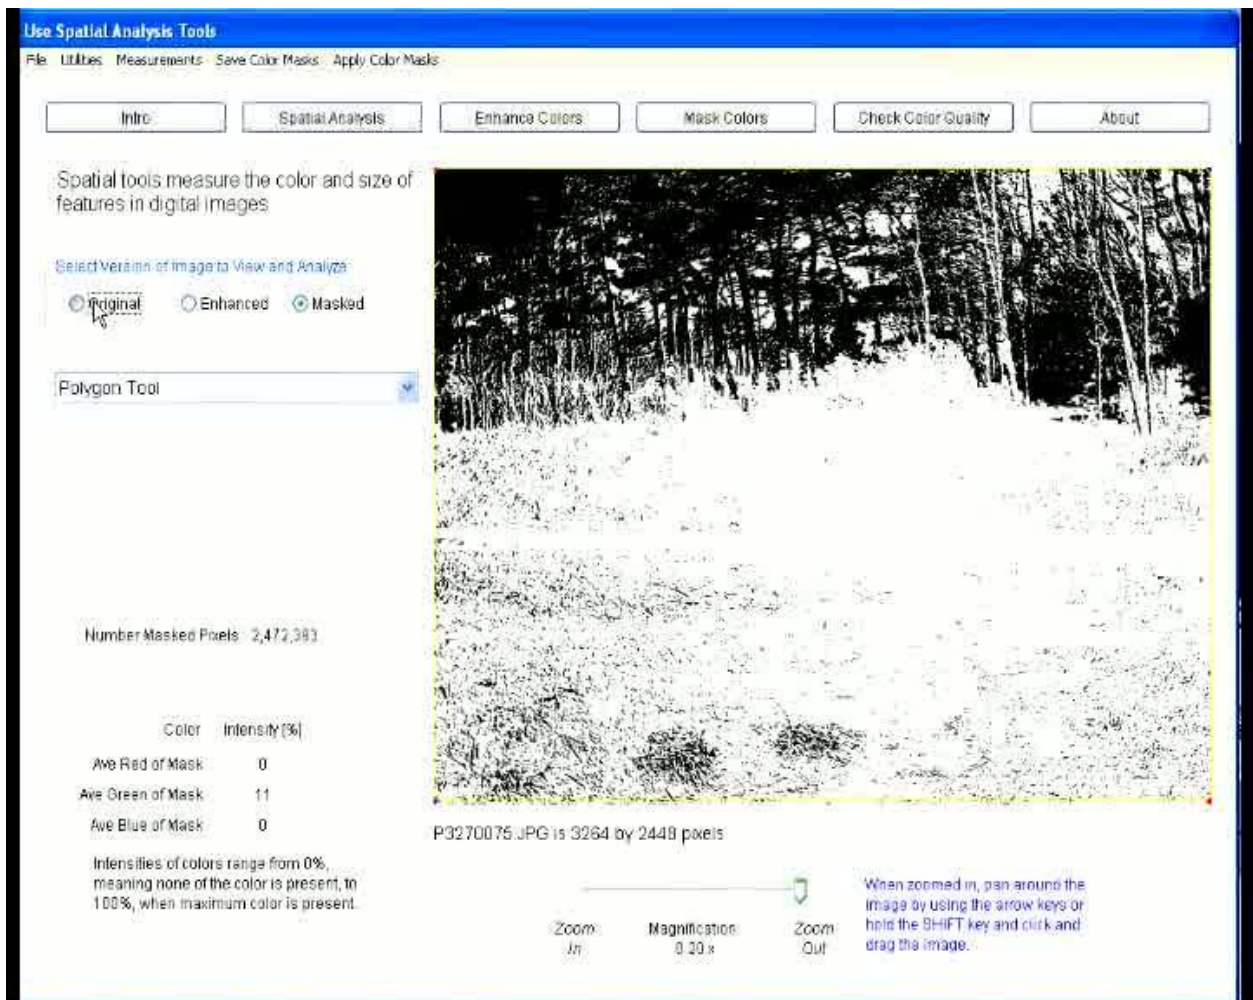 Use Spatial Analysis Tools
File Utilities Measurements Save Color Masks Apply Color Masks
Intro Spatial Analysis Enhance Colors Mask Colors Check Color Quality About
Spatial tools measure the color and size of
features in digital images
Select Version of Image to View and Analyze
Original Enhanced Masked
Polygon Tool
Number Masked Pixels 2,472,393
Color Intensity (%)
Ave Red of Mask 0
Ave Green of Mask 11
Ave Blue of Mask 0
Intensities of colors range from 0%,
meaning none of the color is present, to
100%, when maximum color is present.
P3270075.JPG is 3264 by 2448 pixels
Zoom In
Magnification
0.20 x
Zoom Out
When zoomed in, pan around the
image by using the arrow keys or
hold the SHIFT key and click and
drag the image.